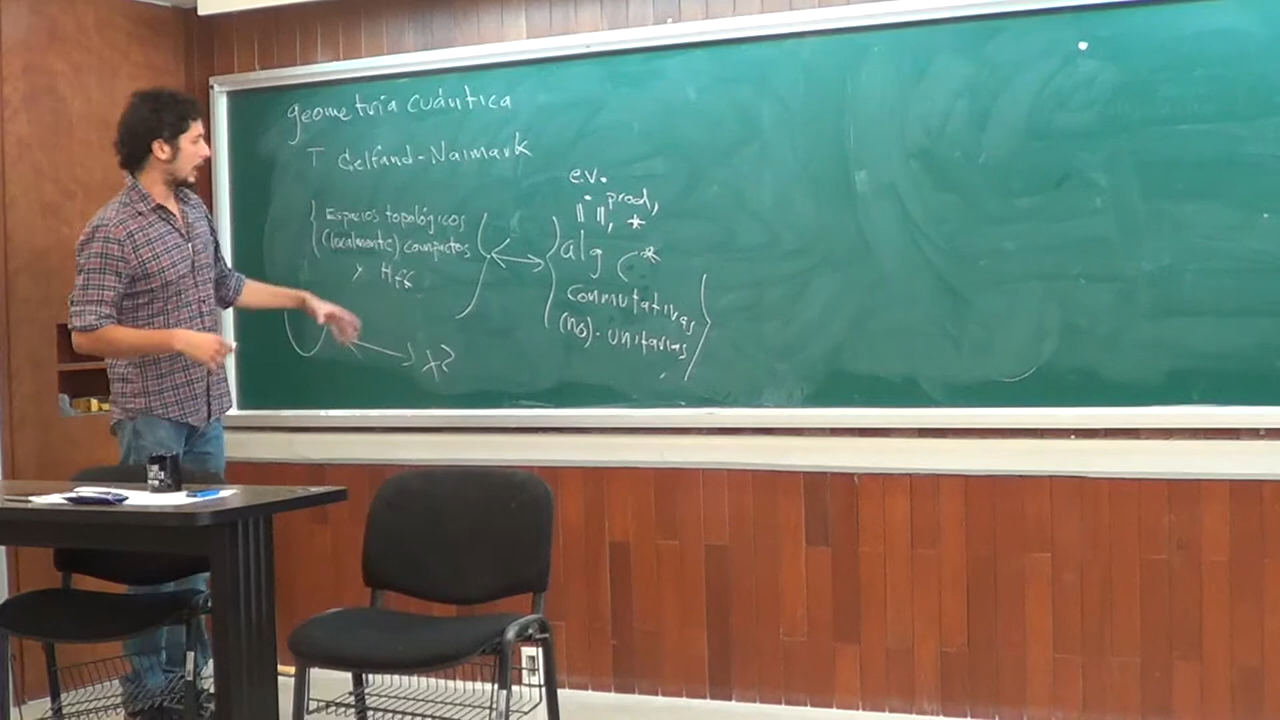 geometría cuántica
T Gelfand-Naimark
e.v.
· prod,
|| ||, *
Espacios topológicos
(localmente) compactos
y Hff
alg C*
conmutativas
(no)-unitarias